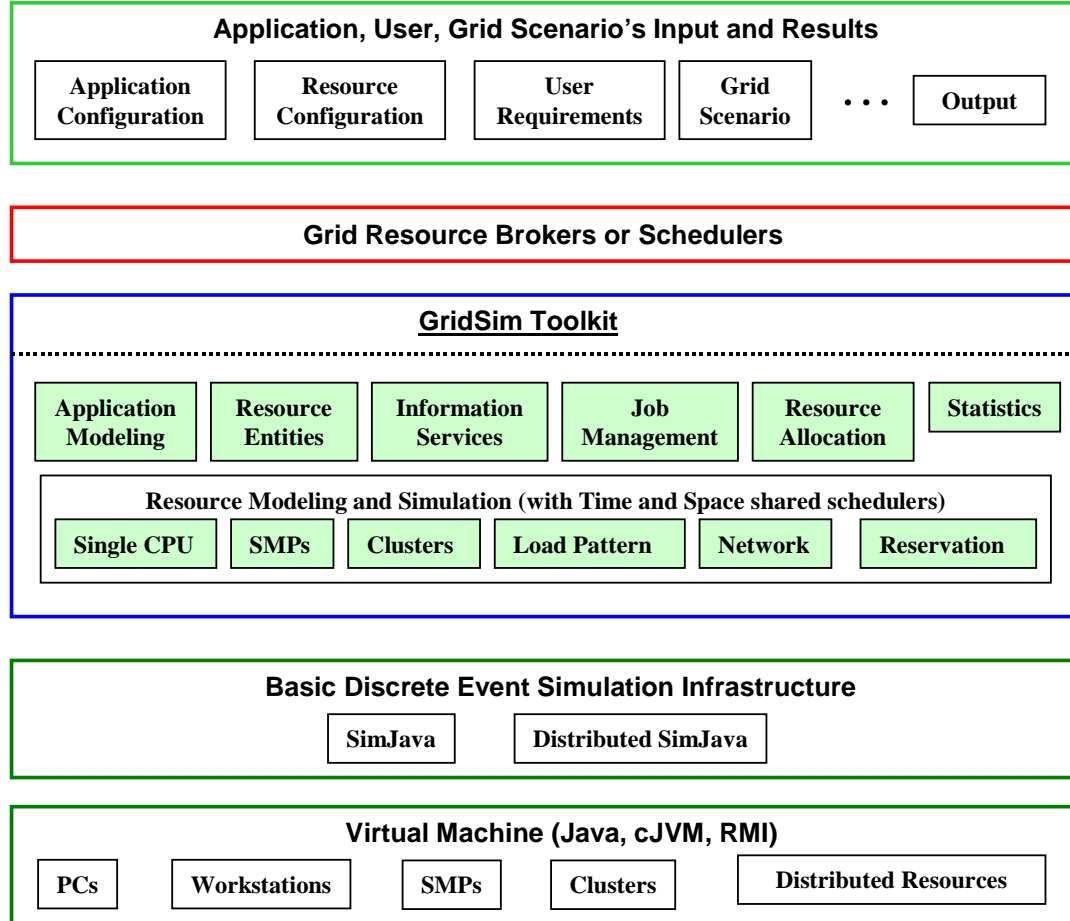 Application, User, Grid Scenario's Input and Results
Application
Configuration
Resource
Configuration
User
Requirements
Grid
Scenario
. . .
Output
Grid Resource Brokers or Schedulers
GridSim Toolkit
Application
Modeling
Resource
Entities
Information
Services
Job
Management
Resource
Allocation
Statistics
Resource Modeling and Simulation (with Time and Space shared schedulers)
Single CPU
SMPs
Clusters
Load Pattern
Network
Reservation
Basic Discrete Event Simulation Infrastructure
SimJava
Distributed SimJava
Virtual Machine (Java, cJVM, RMI)
PCs
Workstations
SMPs
Clusters
Distributed Resources